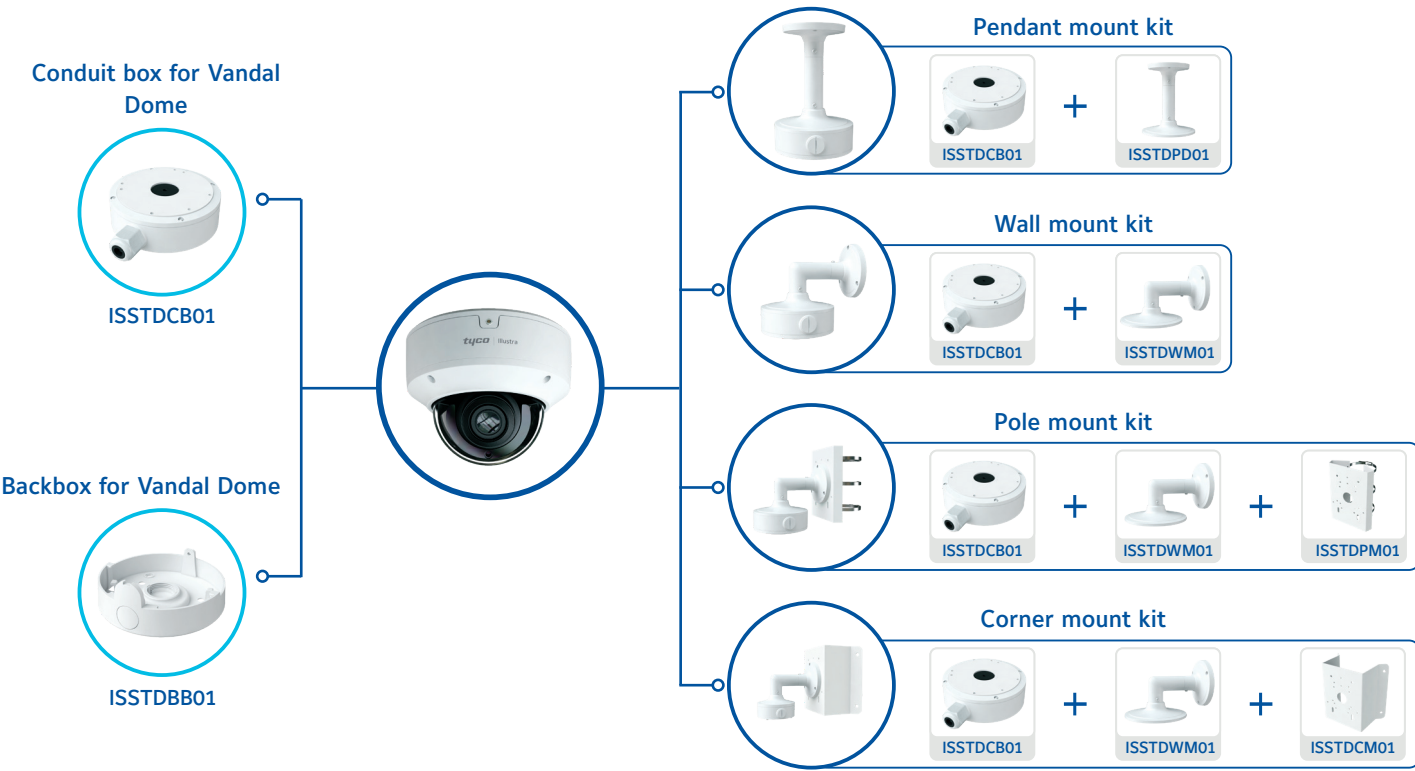 Conduit box for Vandal
Dome
ISSTDCB01
Backbox for Vandal Dome
ISSTDBB01
tyco Illustra
Pendant mount kit
+
ISSTDCB01
ISSTDPD01
Wall mount kit
+
ISSTDCB01
ISSTDWM01
Pole mount kit
+
+
ISSTDCB01
ISSTDWM01
ISSTDPM01
Corner mount kit
+
+
ISSTDCB01
ISSTDWM01
ISSTDCM01